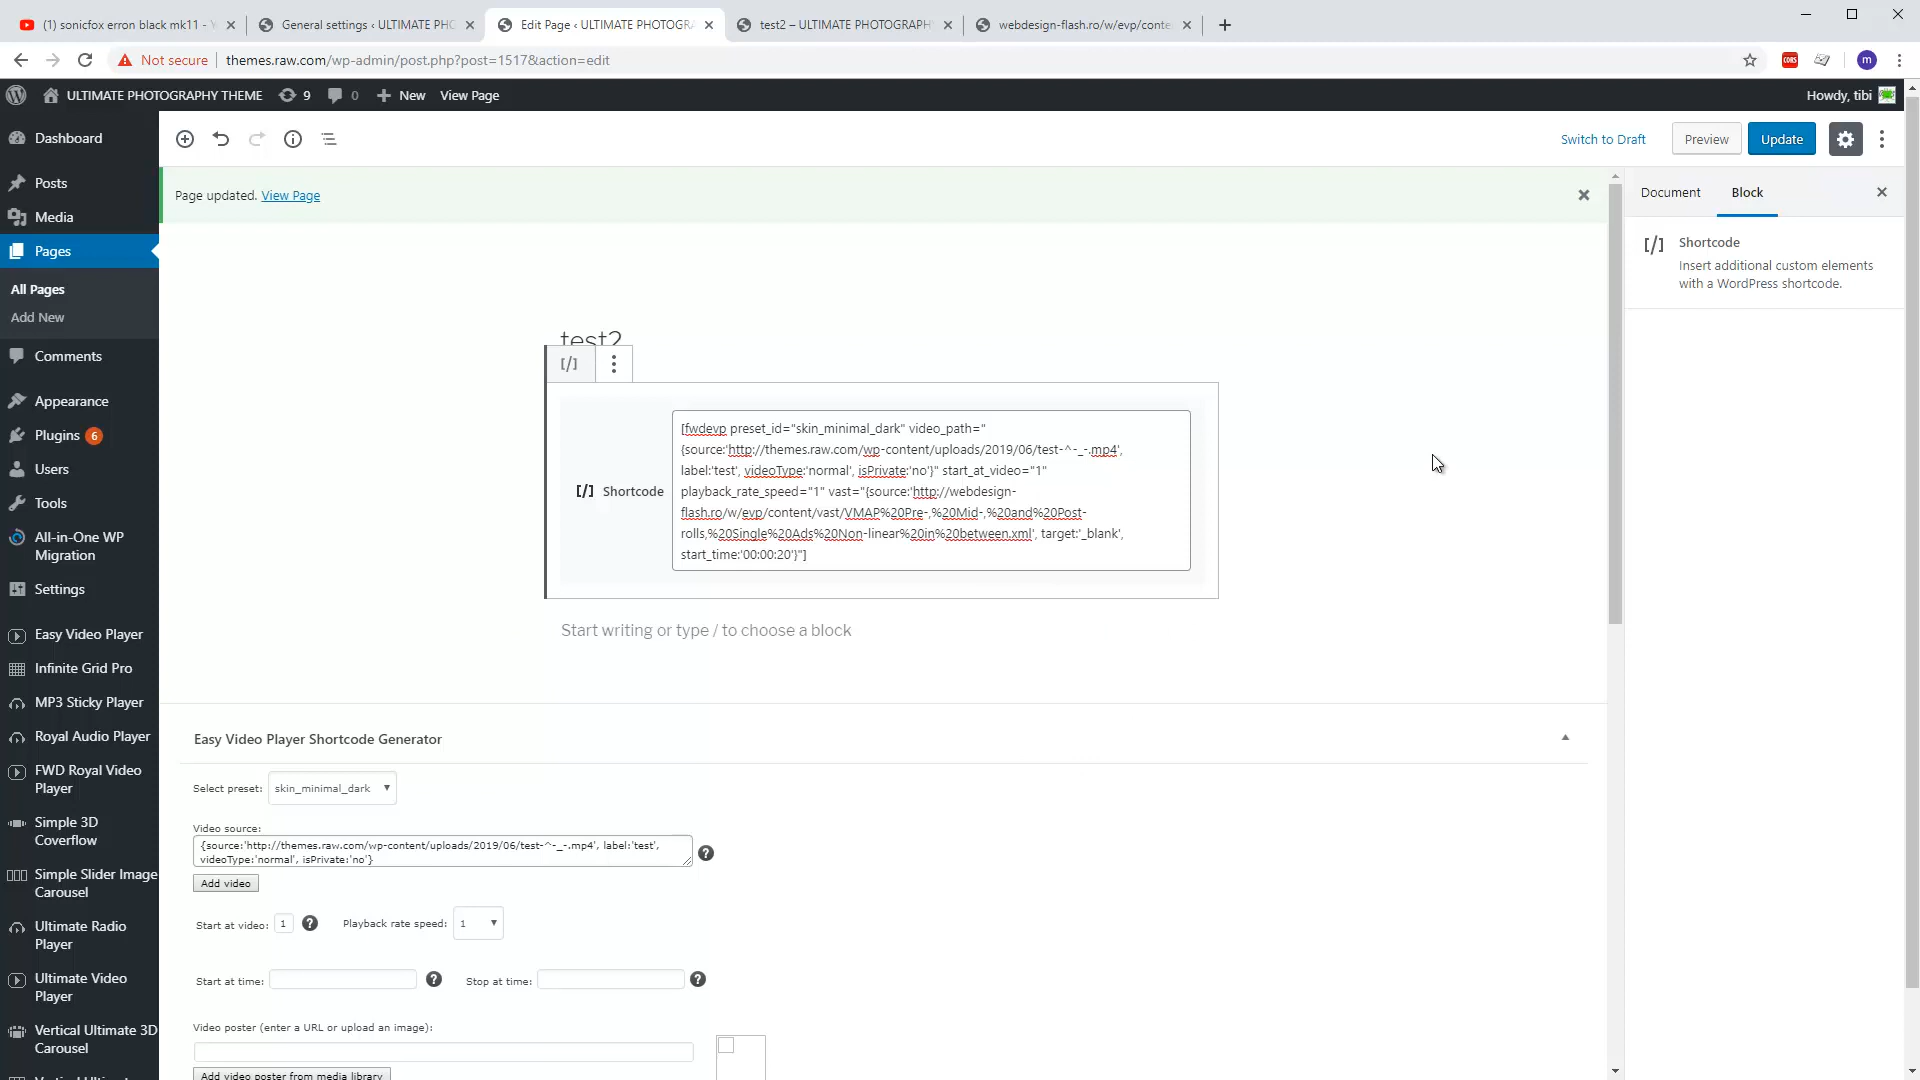 (1) sonicfox erron black mk11 - Y
General settings ‹ ULTIMATE PHO
Edit Page ‹ ULTIMATE PHOTOGRA
test2 – ULTIMATE PHOTOGRAPH
webdesign-flash.ro/w/evp/conte
Not secure
themes.raw.com/wp-admin/post.php?post=1517&action=edit
CORS
m
ULTIMATE PHOTOGRAPHY THEME
9
0
New
View Page
Howdy, tibi
Dashboard
Posts
Media
Pages
All Pages
Add New
Comments
Appearance
Plugins 6
Users
Tools
All-in-One WP
Migration
Settings
Easy Video Player
Infinite Grid Pro
MP3 Sticky Player
Royal Audio Player
FWD Royal Video
Player
Simple 3D
Coverflow
Simple Slider Image
Carousel
Ultimate Radio
Player
Ultimate Video
Player
Vertical Ultimate 3D
Carousel
Switch to Draft
Preview
Update
Page updated. View Page
test2
[/]
[/] Shortcode
[fwdevp preset_id="skin_minimal_dark" video_path="
{source:'http://themes.raw.com/wp-content/uploads/2019/06/test-^-_-.mp4',
label:'test', videoType:'normal', isPrivate:'no'}" start_at_video="1"
playback_rate_speed="1" vast="{source:'http://webdesign-
flash.ro/w/evp/content/vast/VMAP%20Pre-,%20Mid-,%20and%20Post-
rolls,%20Single%20Ads%20Non-linear%20in%20between.xml', target:'_blank',
start_time:'00:00:20'}"]
Start writing or type / to choose a block
Easy Video Player Shortcode Generator
Select preset:
skin_minimal_dark
Video source:
{source:'http://themes.raw.com/wp-content/uploads/2019/06/test-^-_-.mp4', label:'test',
videoType:'normal', isPrivate:'no'}
?
Add video
Start at video: 1 ?
Playback rate speed: 1
Start at time: ?
Stop at time: ?
Video poster (enter a URL or upload an image):
Add video poster from media library
Document
Block
[/] Shortcode
Insert additional custom elements
with a WordPress shortcode.